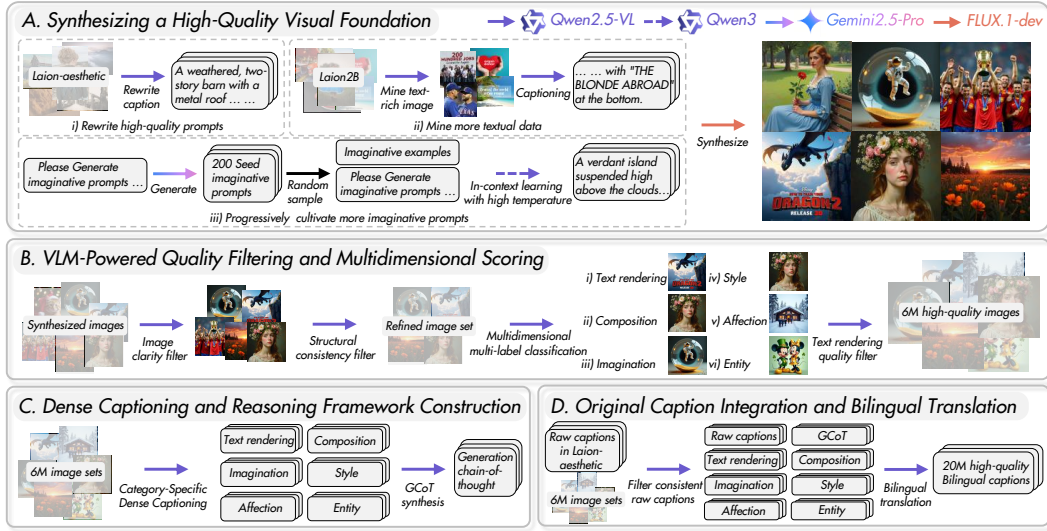 A. Synthesizing a High-Quality Visual Foundation
Qwen2.5-VL
Qwen3
Gemini2.5-Pro
FLUX.1-dev
Laion-aesthetic
Rewrite
caption
A weathered, two-
story barn with a
metal roof ... ...
i) Rewrite high-quality prompts
Laion2B
Mine text-
rich image
200
Captioning
... ... with "THE
BLONDE ABROAD"
at the bottom.
ii) Mine more textual data
Please Generate
imaginative prompts ...
Generate
200 Seed
imaginative
prompts
Random
sample
Imaginative examples
Please Generate
imaginative prompts ...
In-context learning
with high temperature
A verdant island
suspended high
above the clouds...
iii) Progressively cultivate more imaginative prompts
Synthesize
DRAGON2
RELEASE
B. VLM-Powered Quality Filtering and Multidimensional Scoring
Synthesized images
Image
clarity filter
Structural
consistency filter
Refined image set
Multidimensional
multi-label classification
i) Text rendering
iv) Style
ii) Composition
v) Affection
iii) Imagination
vi) Entity
Text rendering
quality filter
6M high-quality images
C. Dense Captioning and Reasoning Framework Construction
6M image sets
Category-Specific
Dense Captioning
Text rendering
Composition
Imagination
Style
Affection
Entity
GCoT
synthesis
Generation
chain-of-
thought
D. Original Caption Integration and Bilingual Translation
Raw captions
in Laion-
aesthetic
6M image sets
Filter consistent
raw captions
Raw captions
GCoT
Text rendering
Composition
Imagination
Style
Affection
Entity
Bilingual
translation
20M high-quality
Bilingual captions